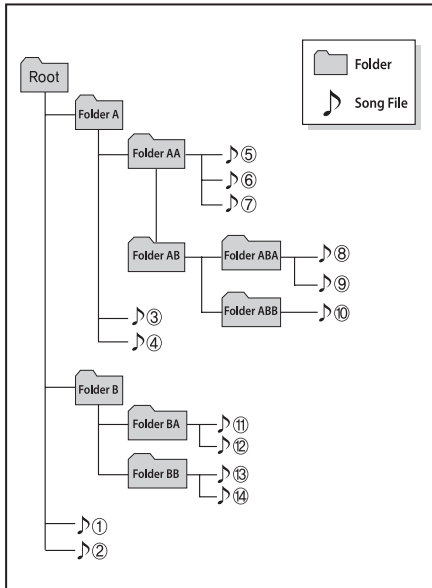 Root
Folder
Song File
Folder A
Folder AA
⑤
⑥
⑦
Folder AB
Folder ABA
⑧
⑨
Folder ABB
⑩
③
④
Folder B
Folder BA
⑪
⑫
Folder BB
⑬
⑭
①
②